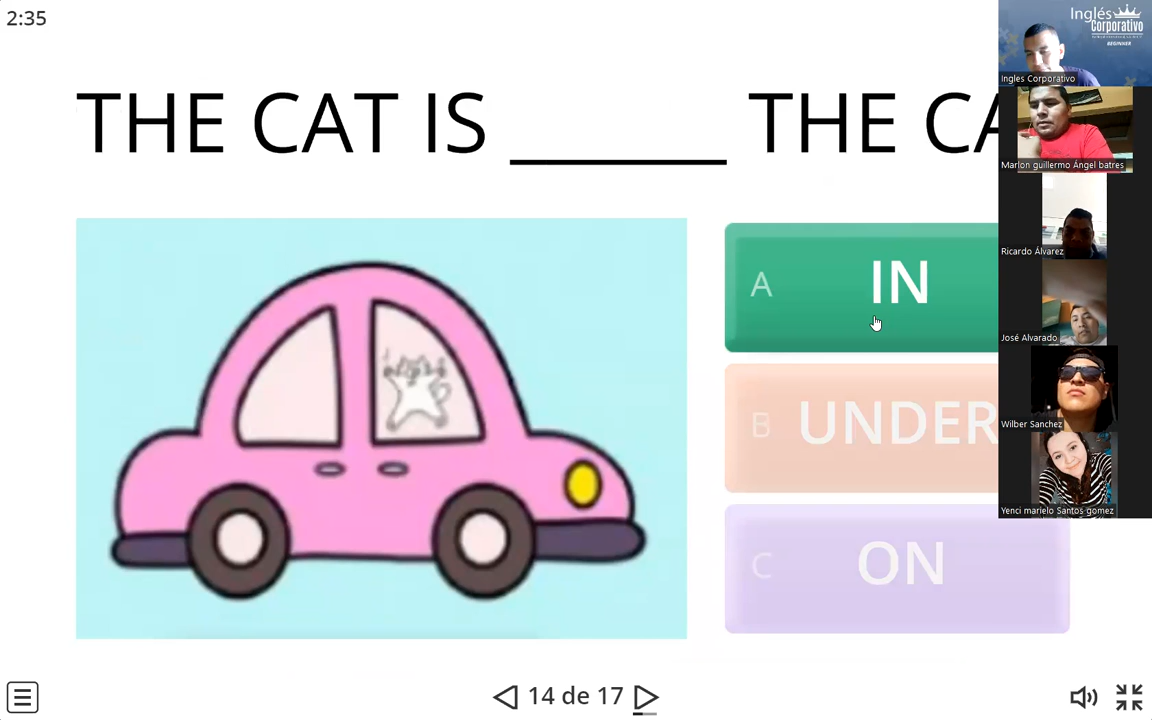 2:35
THE CAT IS ______ THE CA
A IN
B UNDER
C ON
14 de 17
Inglés
Corporativo
BEGINNER
Ingles Corporativo
Marlon guillermo Ángel batres
Ricardo Álvarez
José Alvarado
Wilber Sanchez
Yenci marielo Santos gomez